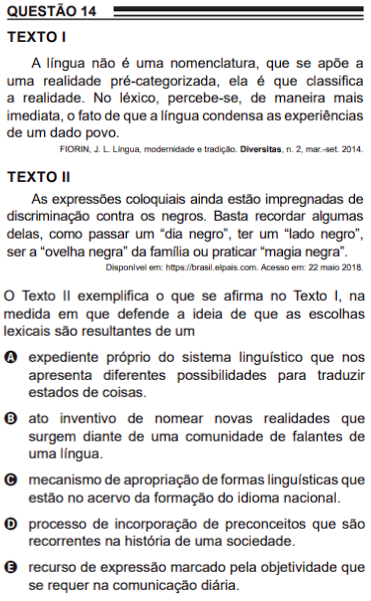 QUESTÃO 14
TEXTO I
A língua não é uma nomenclatura, que se apõe a
uma realidade pré-categorizada, ela é que classifica
a realidade. No léxico, percebe-se, de maneira mais
imediata, o fato de que a língua condensa as experiências
de um dado povo.
FIORIN, J. L. Língua, modernidade e tradição. Diversitas, n. 2, mar.-set. 2014.
TEXTO II
As expressões coloquiais ainda estão impregnadas de
discriminação contra os negros. Basta recordar algumas
delas, como passar um “dia negro”, ter um “lado negro”,
ser a “ovelha negra” da família ou praticar “magia negra”.
Disponível em: https://brasil.elpais.com. Acesso em: 22 maio 2018.
O Texto II exemplifica o que se afirma no Texto I, na
medida em que defende a ideia de que as escolhas
lexicais são resultantes de um
A expediente próprio do sistema linguístico que nos
apresenta diferentes possibilidades para traduzir
estados de coisas.
B ato inventivo de nomear novas realidades que
surgem diante de uma comunidade de falantes de
uma língua.
C mecanismo de apropriação de formas linguísticas que
estão no acervo da formação do idioma nacional.
D processo de incorporação de preconceitos que são
recorrentes na história de uma sociedade.
E recurso de expressão marcado pela objetividade que
se requer na comunicação diária.